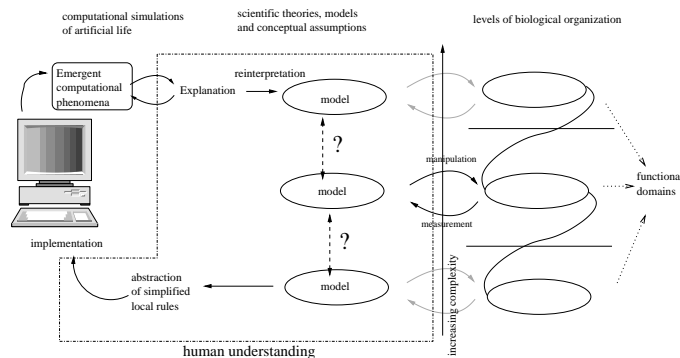 computational simulations
of artificial life
scientific theories, models
and conceptual assumptions
levels of biological organization
Emergent
computational
phenomena
Explanation
reinterpretation
model
?
manipulation
model
measurement
functional
domains
?
implementation
abstraction
of simplified
local rules
model
increasing complexity
human understanding